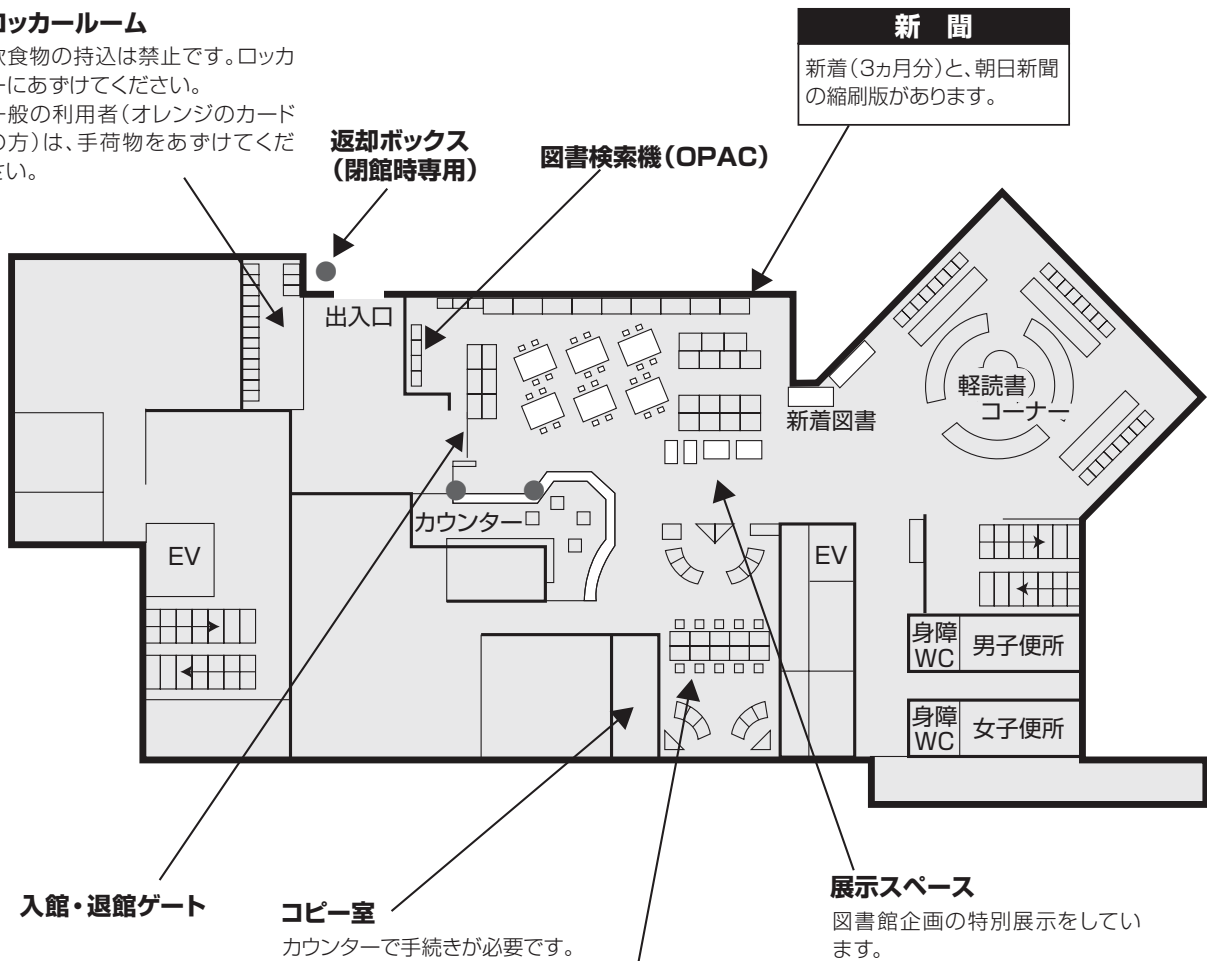 ロッカールーム
飲食物の持込は禁止です。ロッカ
ーにあずけてください。
一般の利用者(オレンジのカード
の方)は、手荷物をあずけてくだ
さい。
返却ボックス
(閉館時専用)
図書検索機(OPAC)
新 聞
新着(3ヵ月分)と、朝日新聞
の縮刷版があります。
出入口
軽読書
コーナー
新着図書
カウンター
EV
EV
身障
WC
男子便所
身障
WC
女子便所
入館・退館ゲート
コピー室
カウンターで手続きが必要です。
展示スペース
図書館企画の特別展示をしてい
ます。